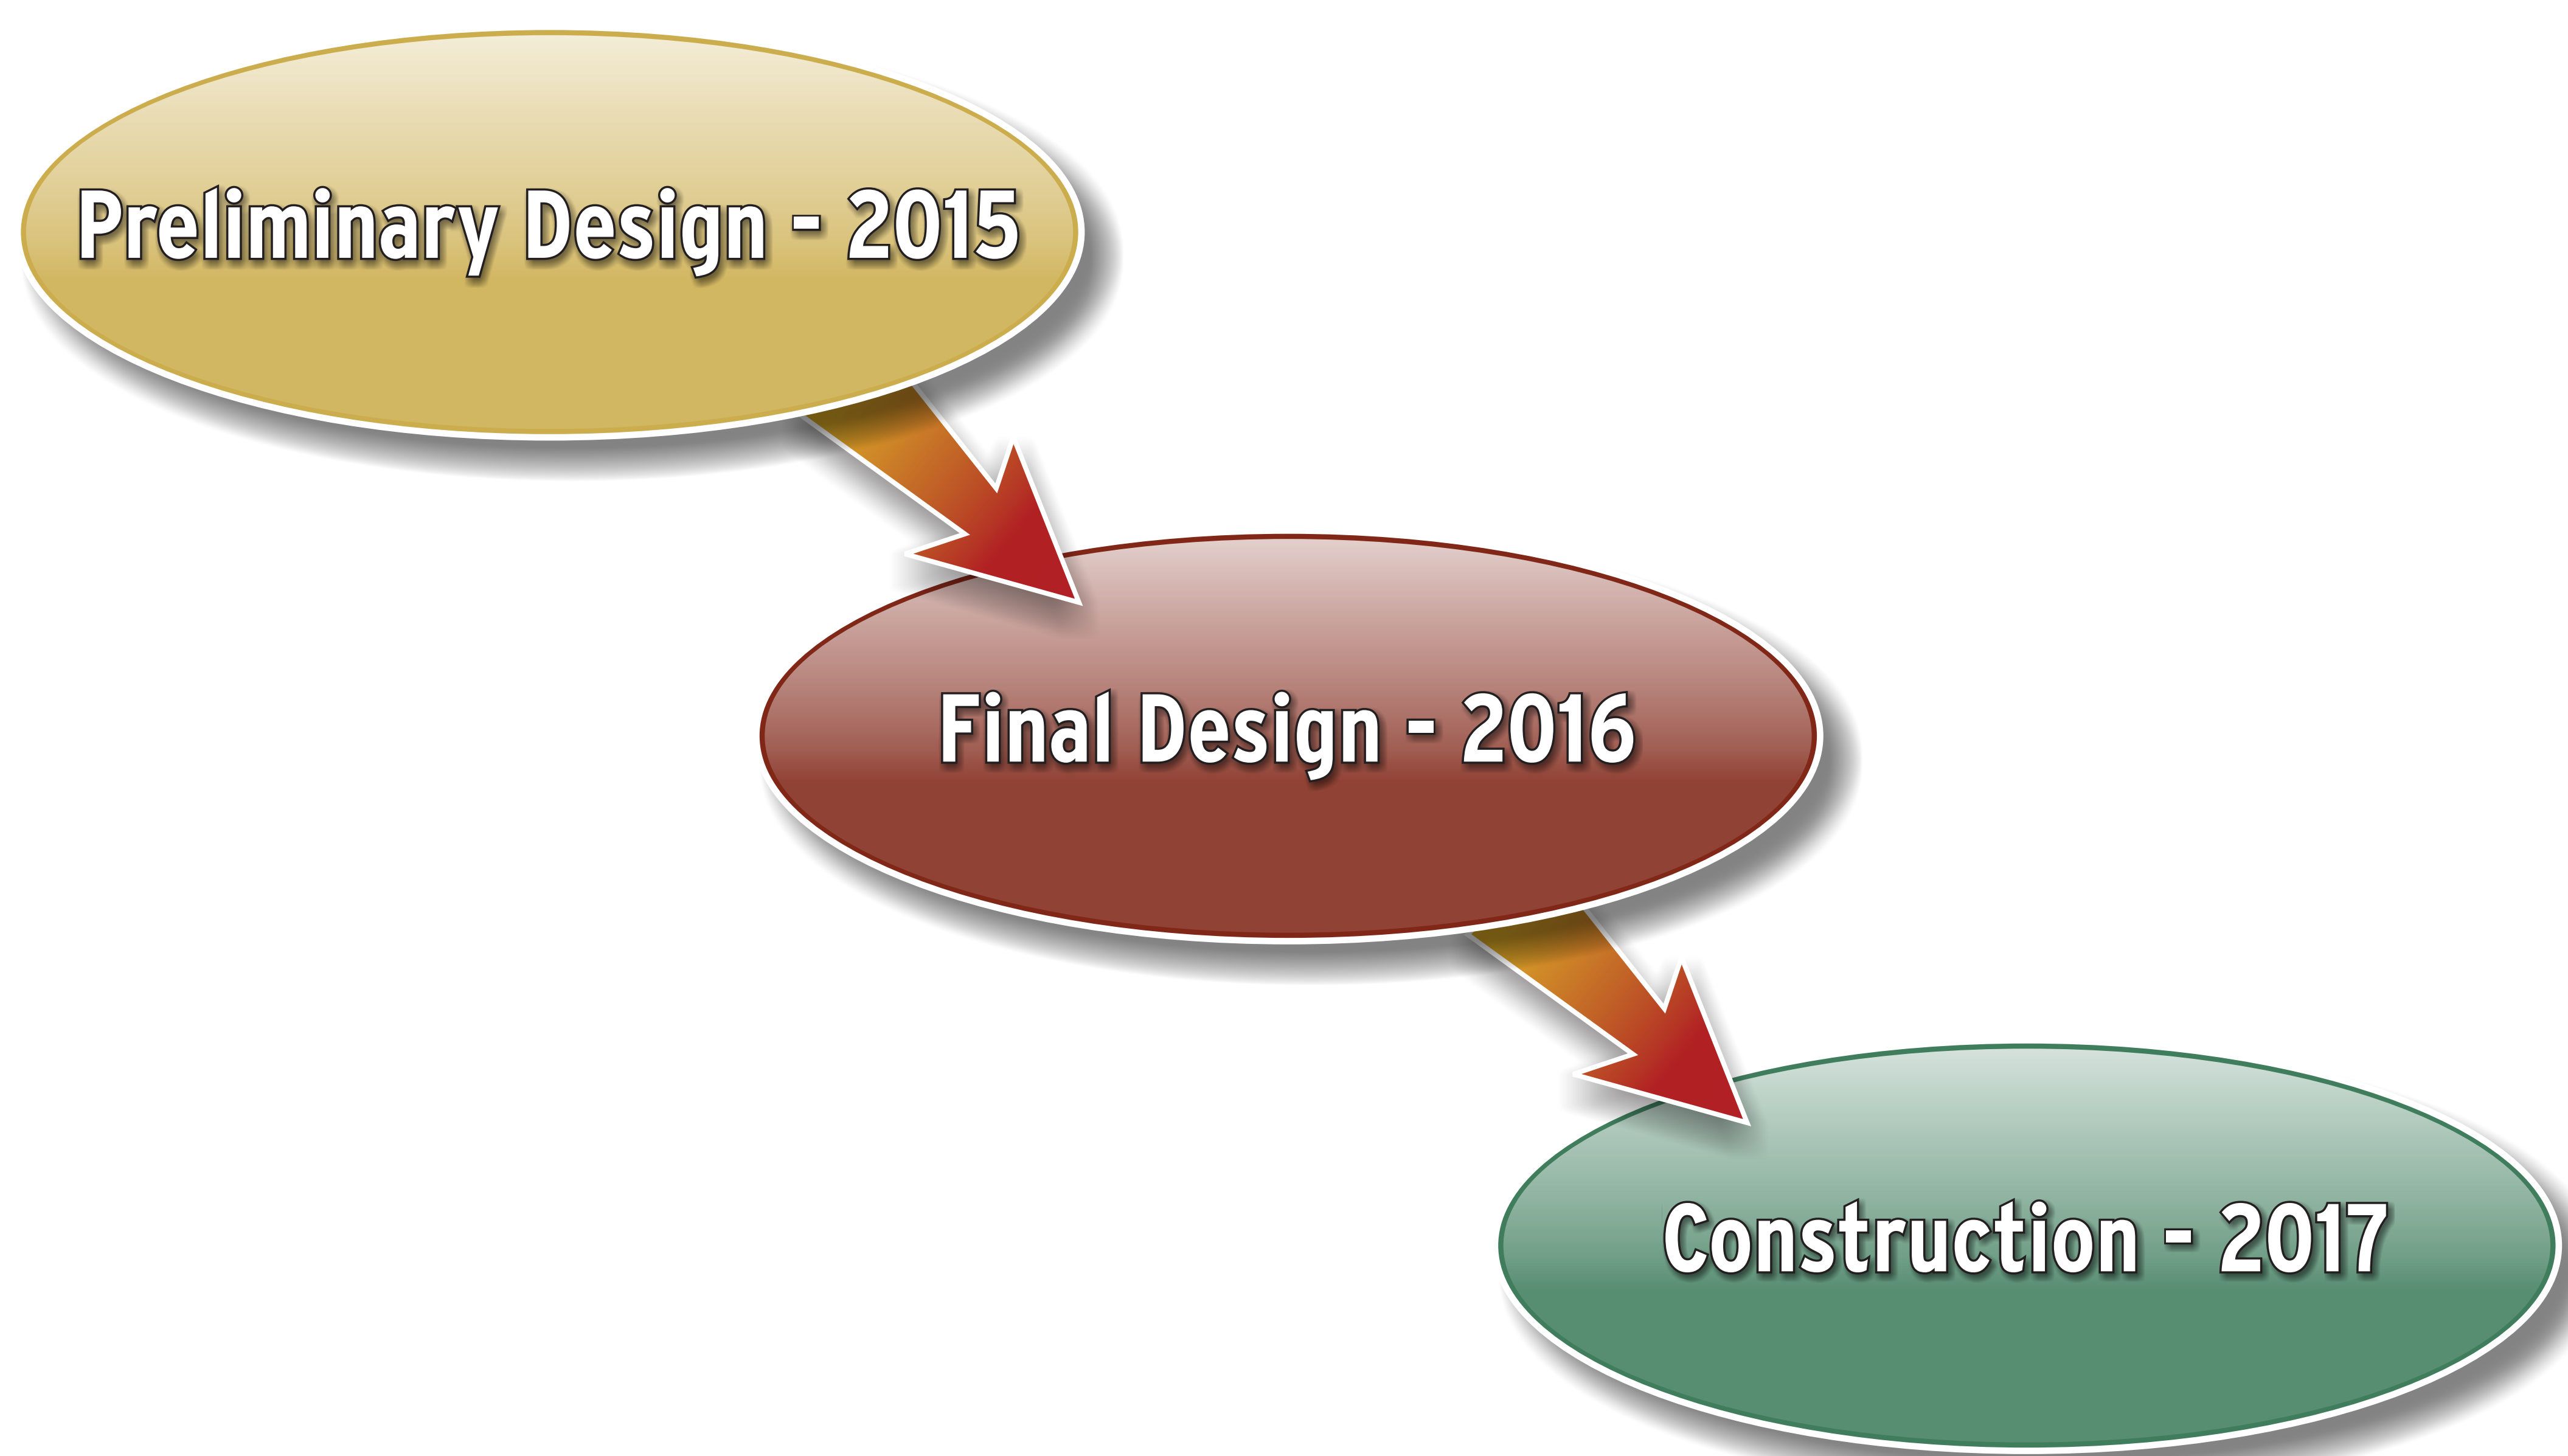 Preliminary Design - 2015
Final Design - 2016
Construction - 2017